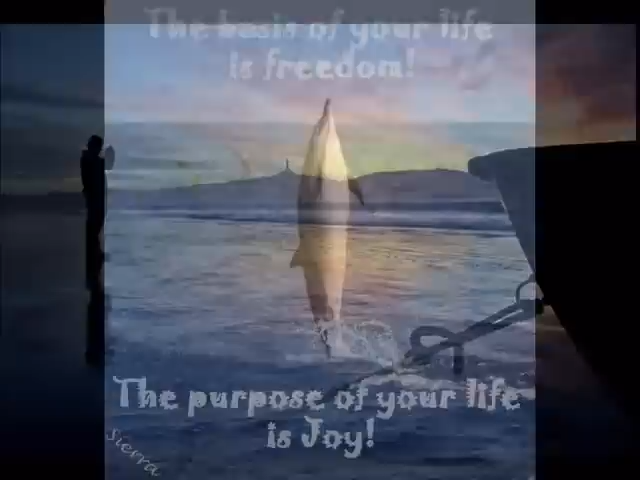 The basis of your life
is freedom!
The purpose of your life
is Joy!
Sierra